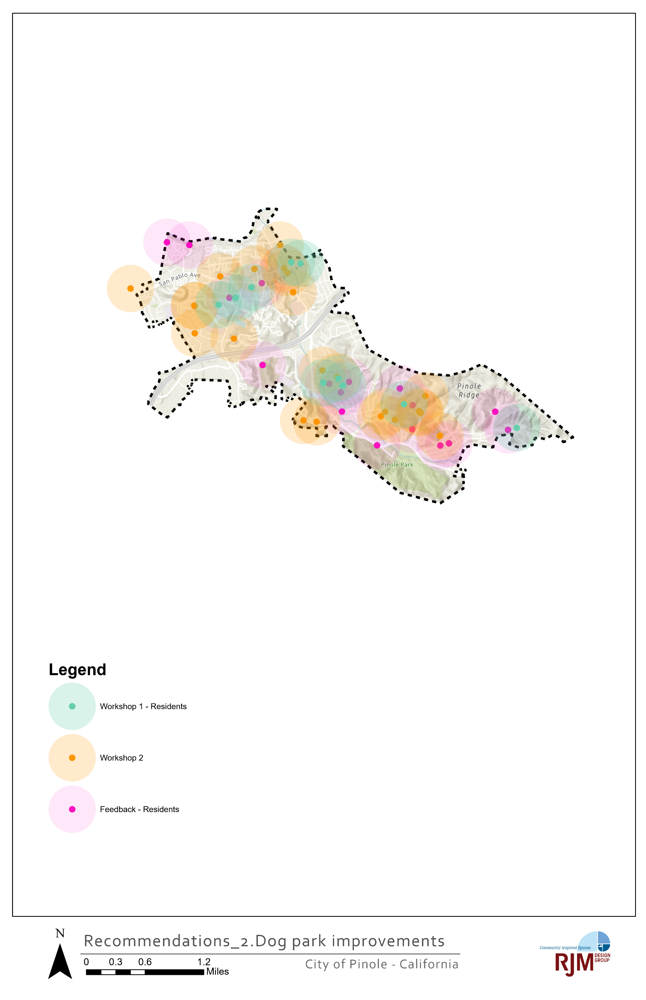 San Pablo Ave
San Pablo Ave
Pinole
Ridge
Pinole Park
Legend
Workshop 1 - Residents
Workshop 2
Feedback - Residents
N
Recommendations_2.Dog park improvements
0 0.3 0.6 1.2
Miles
City of Pinole - California
Community Inspired Spaces
RJM DESIGN
GROUP